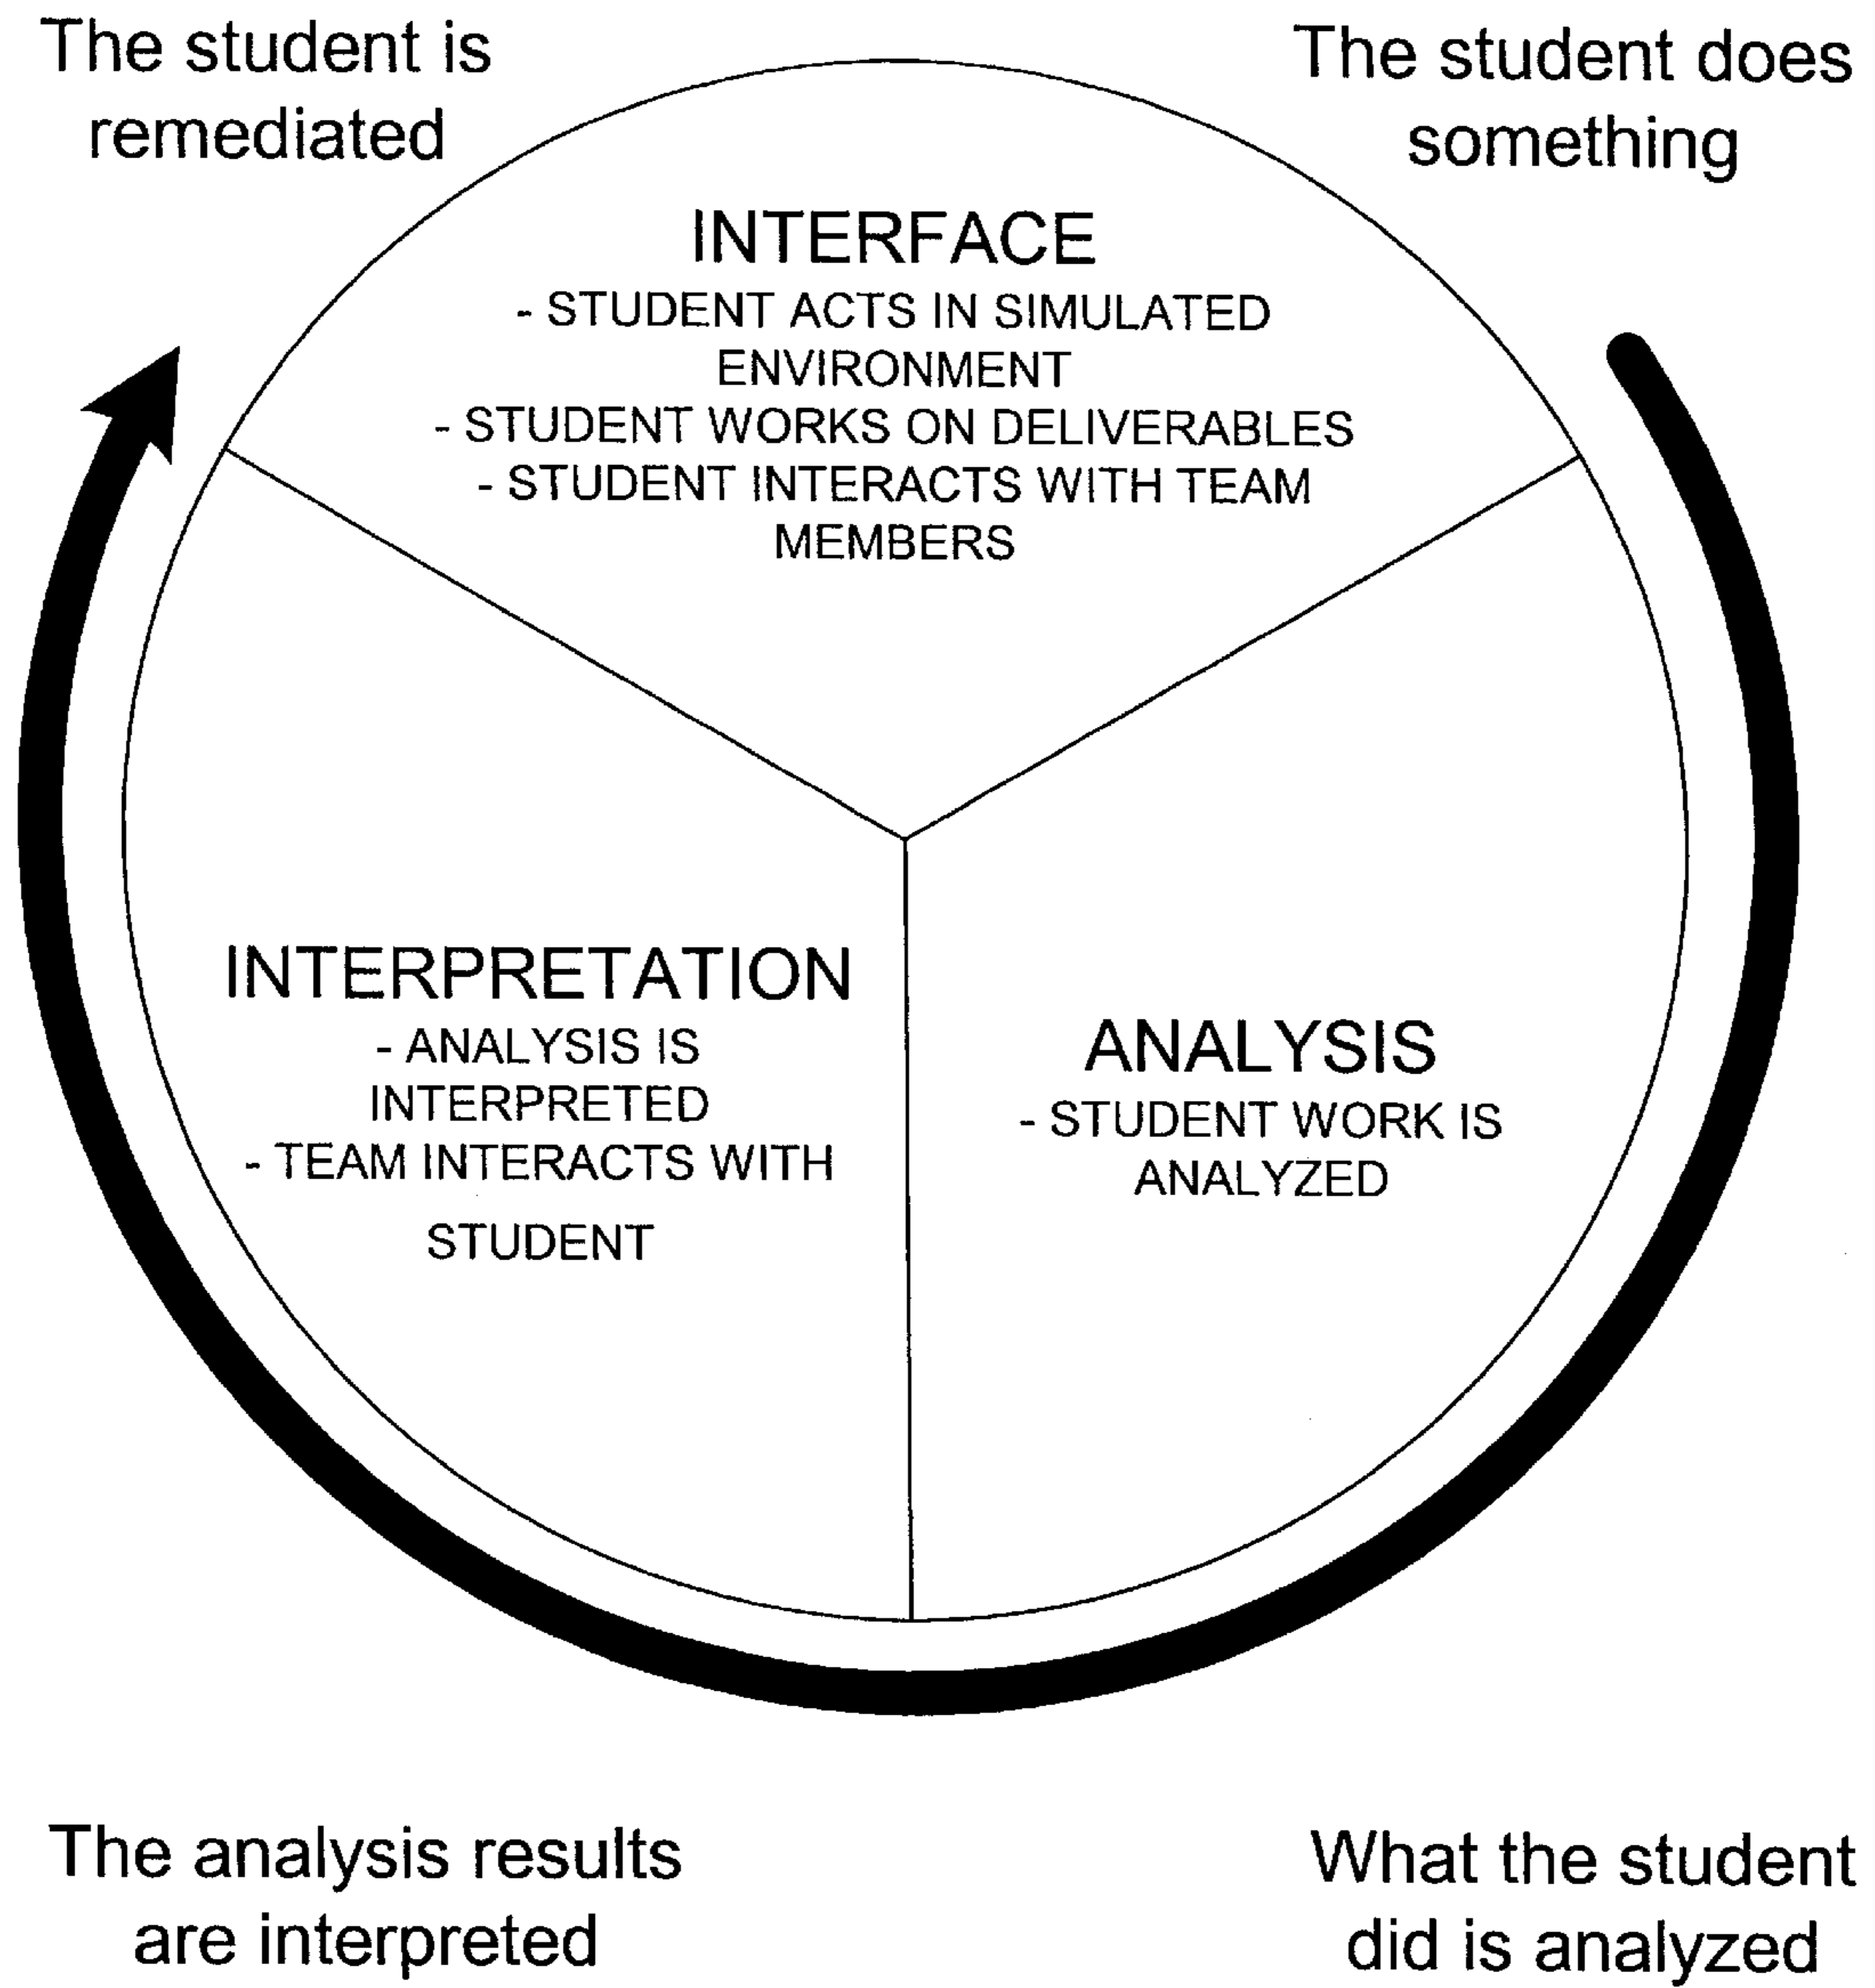 The student is
remediated
The student does
something
INTERFACE
- STUDENT ACTS IN SIMULATED
ENVIRONMENT
- STUDENT WORKS ON DELIVERABLES
- STUDENT INTERACTS WITH TEAM
MEMBERS
INTERPRETATION
- ANALYSIS IS
INTERPRETED
- TEAM INTERACTS WITH
STUDENT
ANALYSIS
- STUDENT WORK IS
ANALYZED
The analysis results
are interpreted
What the student
did is analyzed